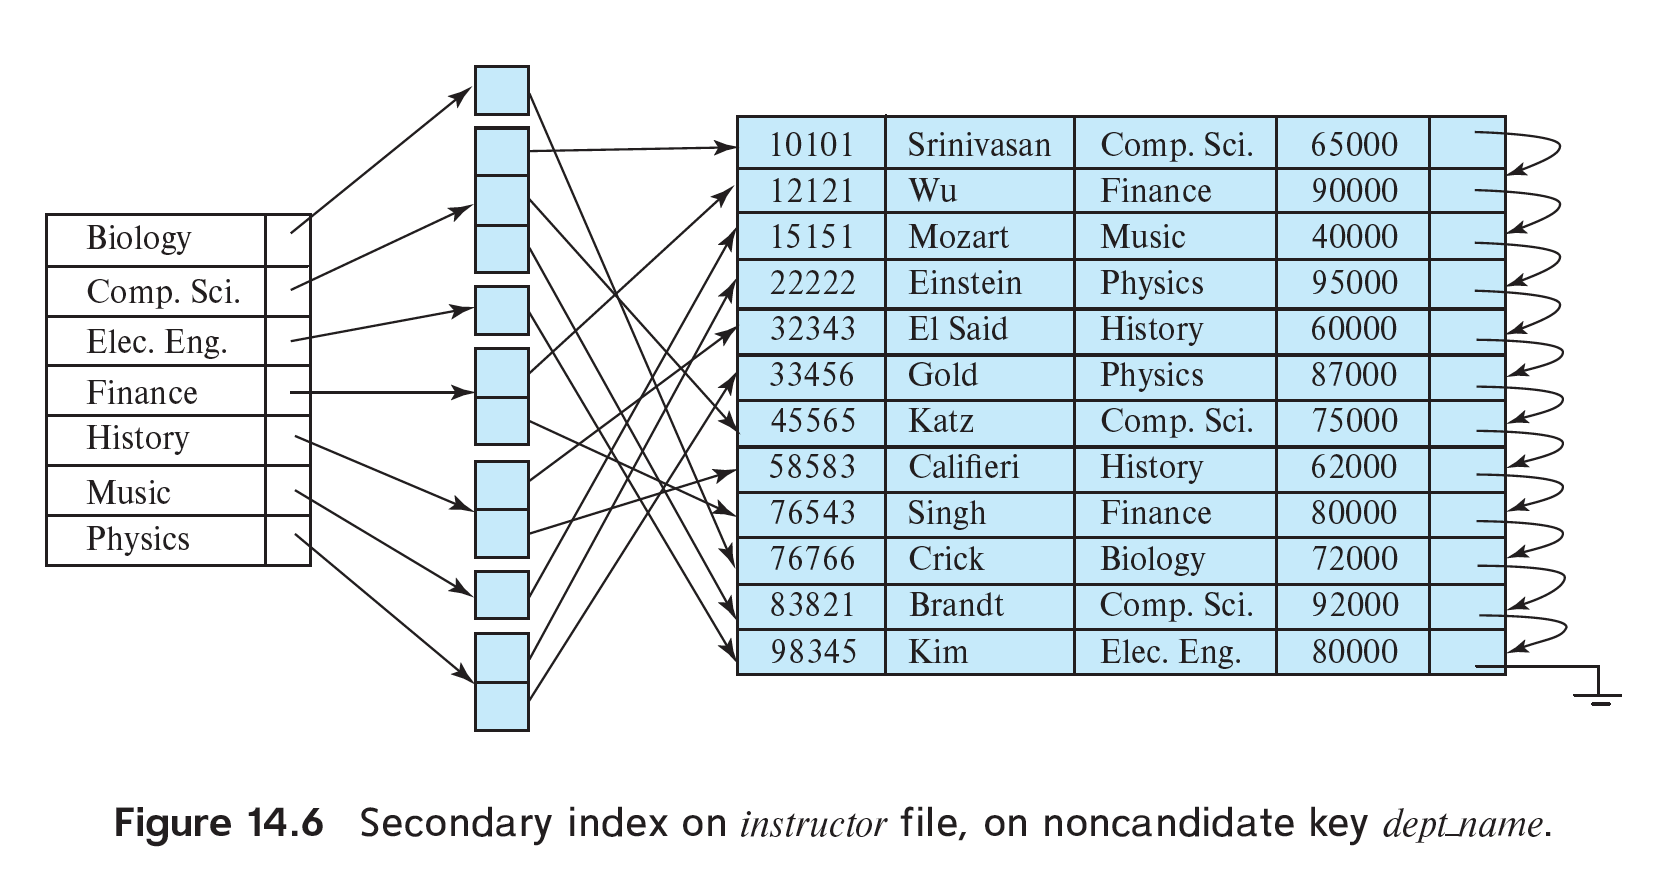 Biology
Comp. Sci.
Elec. Eng.
Finance
History
Music
Physics
10101 Srinivasan Comp. Sci. 65000
12121 Wu Finance 90000
15151 Mozart Music 40000
22222 Einstein Physics 95000
32343 El Said History 60000
33456 Gold Physics 87000
45565 Katz Comp. Sci. 75000
58583 Califieri History 62000
76543 Singh Finance 80000
76766 Crick Biology 72000
83821 Brandt Comp. Sci. 92000
98345 Kim Elec. Eng. 80000
Figure 14.6 Secondary index on instructor file, on noncandidate key dept_name.